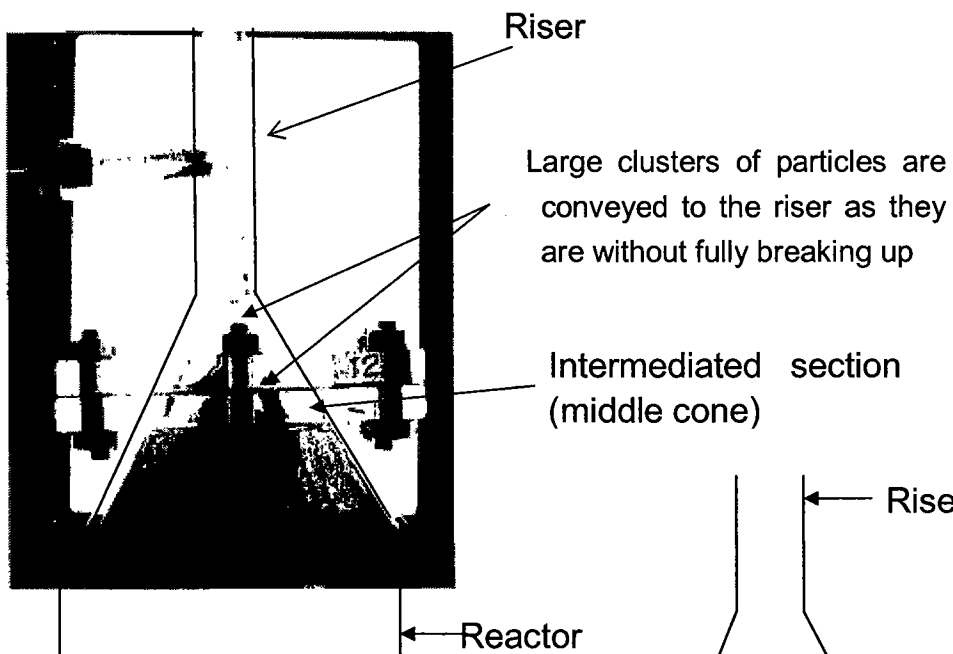 Riser
Large clusters of particles are
conveyed to the riser as they
are without fully breaking up
Intermediated section
(middle cone)
Rise
Reactor